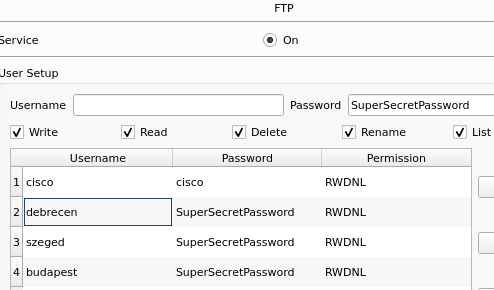 FTP
Service On
User Setup
Username Password SuperSecretPassword
Write Read Delete Rename List
Username Password Permission
1 cisco cisco RWDNL
2 debrecen SuperSecretPassword RWDNL
3 szeged SuperSecretPassword RWDNL
4 budapest SuperSecretPassword RWDNL